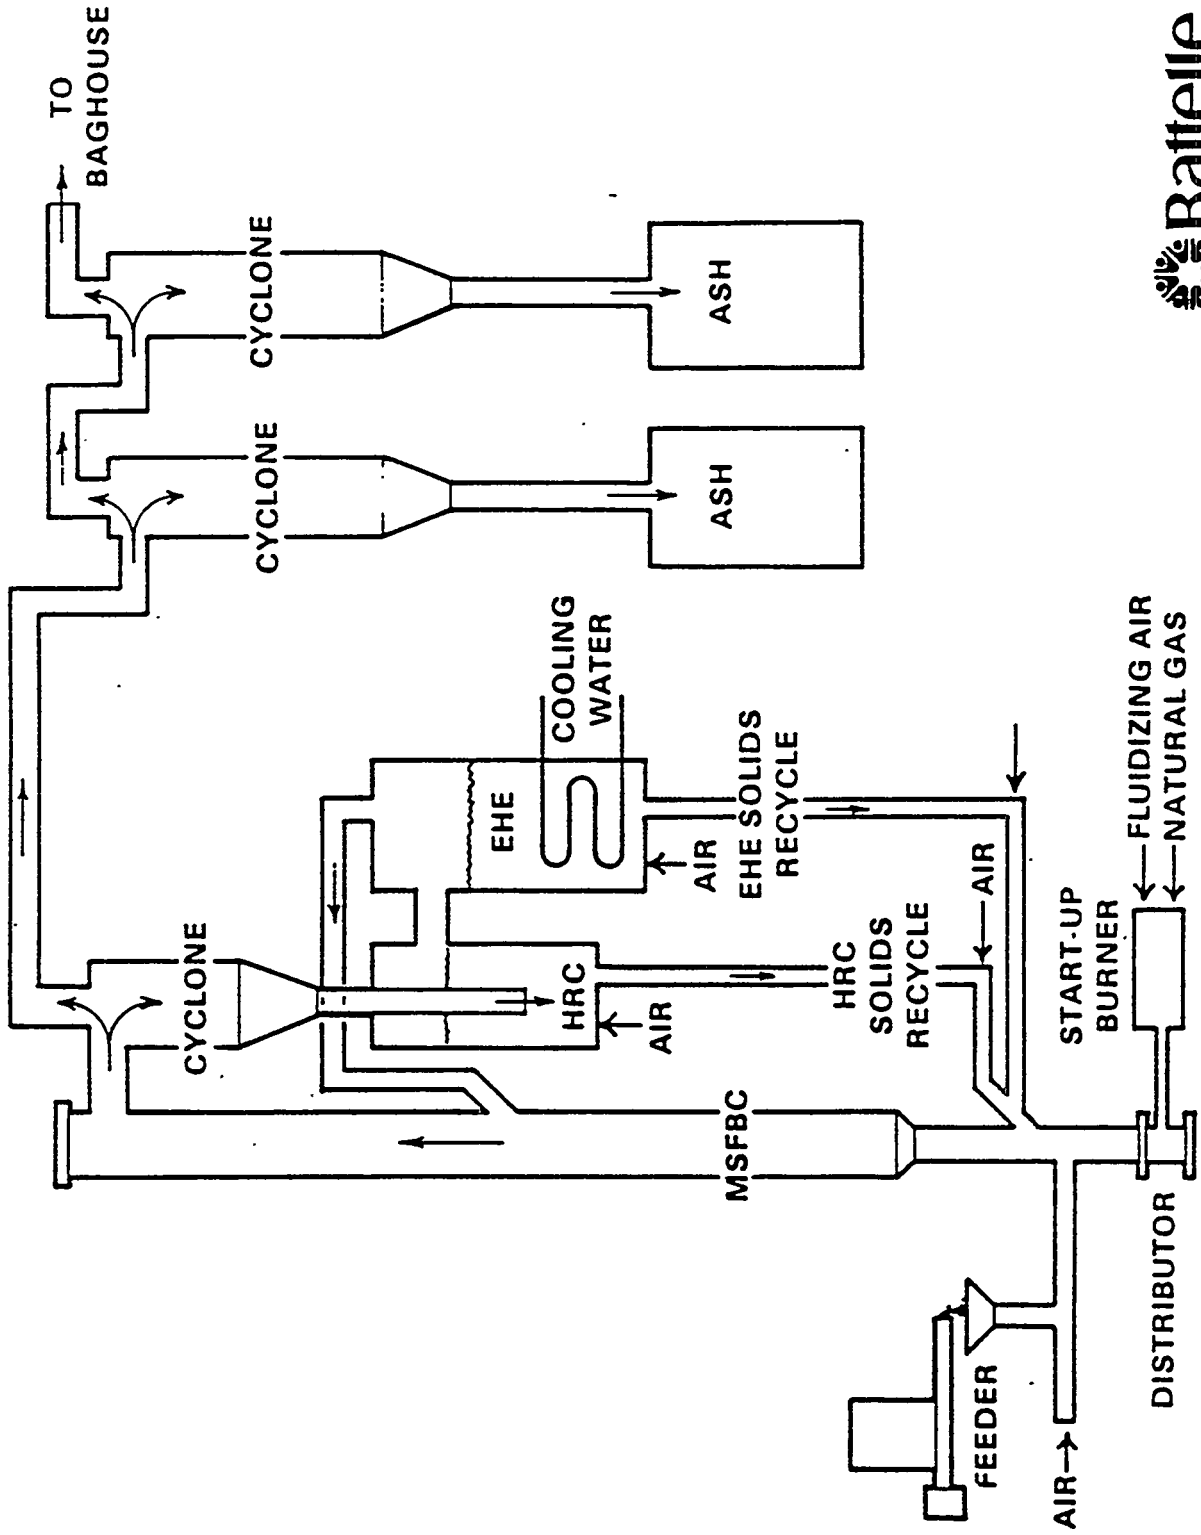 TO
BAGHOUSE
CYCLONE
CYCLONE
CYCLONE
ASH
ASH
EHE
COOLING
WATER
HRC
AIR
AIR
EHE SOLIDS
RECYCLE
HRC
SOLIDS
RECYCLE
AIR
MSFBC
START-UP
BURNER
FLUIDIZING AIR
NATURAL GAS
FEEDER
AIR
DISTRIBUTOR
Battelle